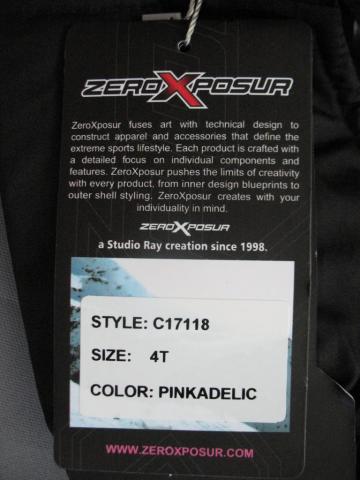 ZEROXPOSUR
ZeroXposur fuses art with technical design to
construct apparel and accessories that define the
extreme sports lifestyle. Each product is crafted with
a detailed focus on individual components and
features. ZeroXposur pushes the limits of creativity
with every product, from inner design blueprints to
outer shell styling. ZeroXposur creates with your
individuality in mind.
ZEROXPOSUR
a Studio Ray creation since 1998.
STYLE: C17118
SIZE: 4T
COLOR: PINKADELIC
WWW.ZEROXPOSUR.COM